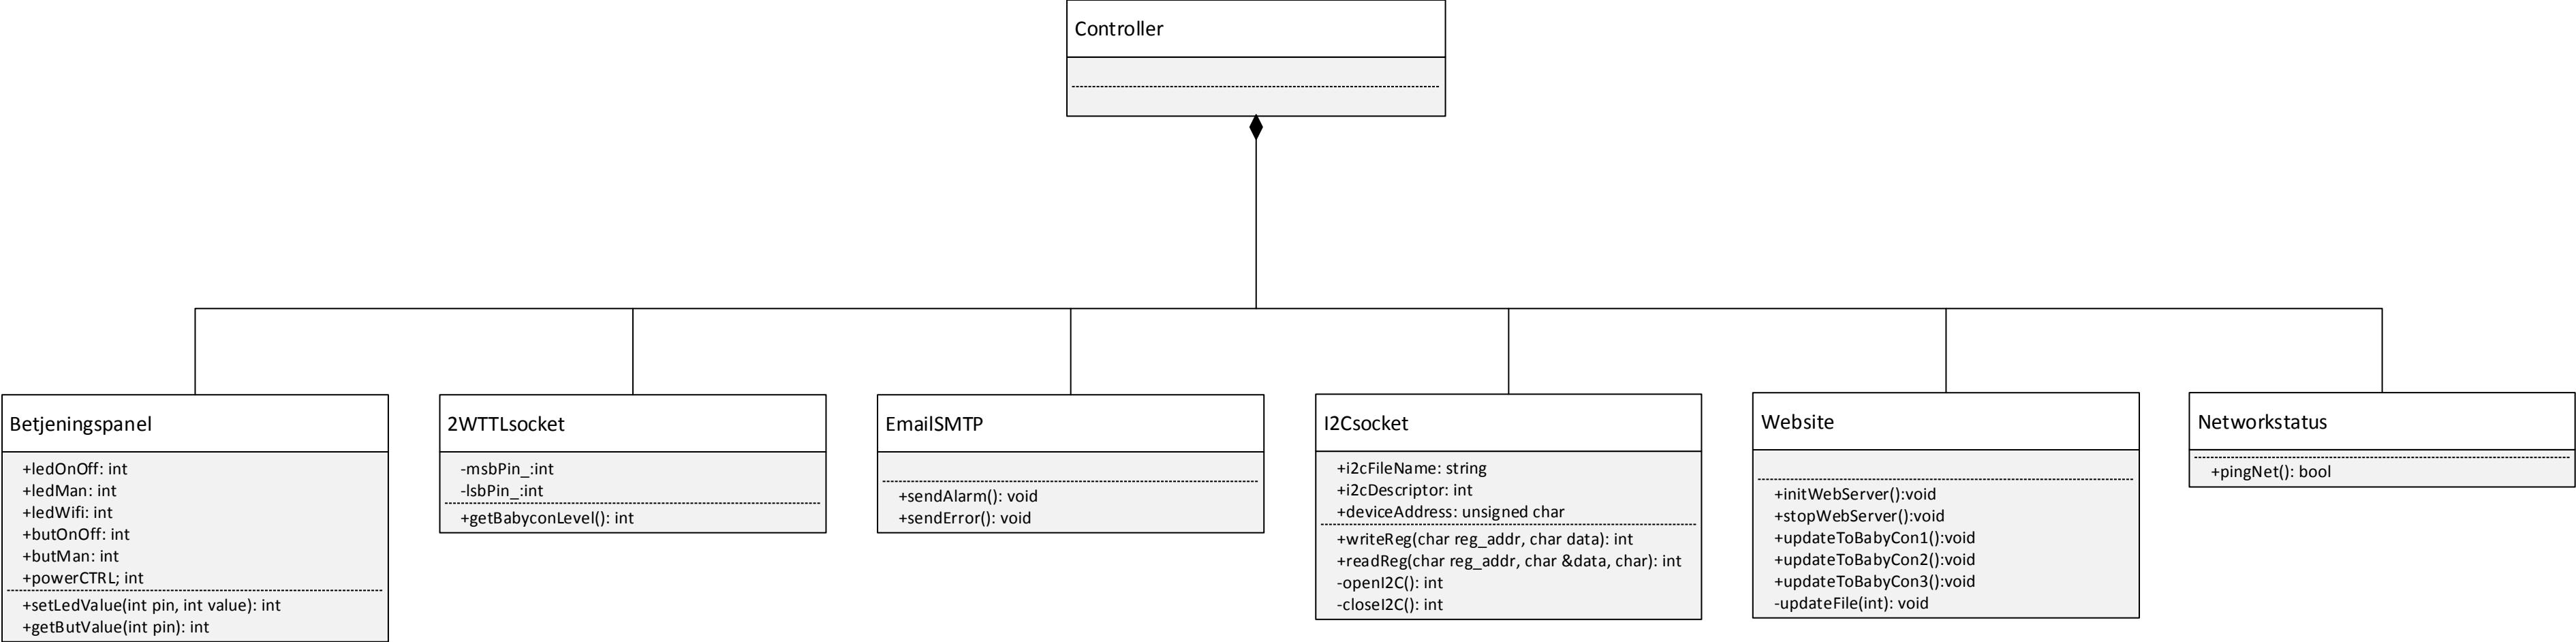 Controller
Betjeningspanel
+ledOnOff: int
+ledMan: int
+ledWifi: int
+butOnOff: int
+butMan: int
+powerCTRL; int
+setLedValue(int pin, int value): int
+getButValue(int pin): int
2WTTLsocket
-msbPin_:int
-lsbPin_:int
+getBabyconLevel(): int
EmailSMTP
+sendAlarm(): void
+sendError(): void
I2Csocket
+i2cFileName: string
+i2cDescriptor: int
+deviceAddress: unsigned char
+writeReg(char reg_addr, char data): int
+readReg(char reg_addr, char &data, char): int
-openI2C(): int
-closeI2C(): int
Website
+initWebServer():void
+stopWebServer():void
+updateToBabyCon1():void
+updateToBabyCon2():void
+updateToBabyCon3():void
-updateFile(int): void
Networkstatus
+pingNet(): bool